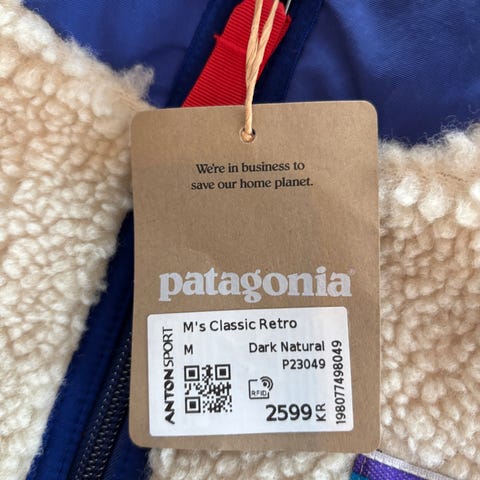 We're in business to
save our home planet.
patagonia®
ANTON SPORT
M's Classic Retro
M Dark Natural
P23049
RFID
2599 KR
198077498049